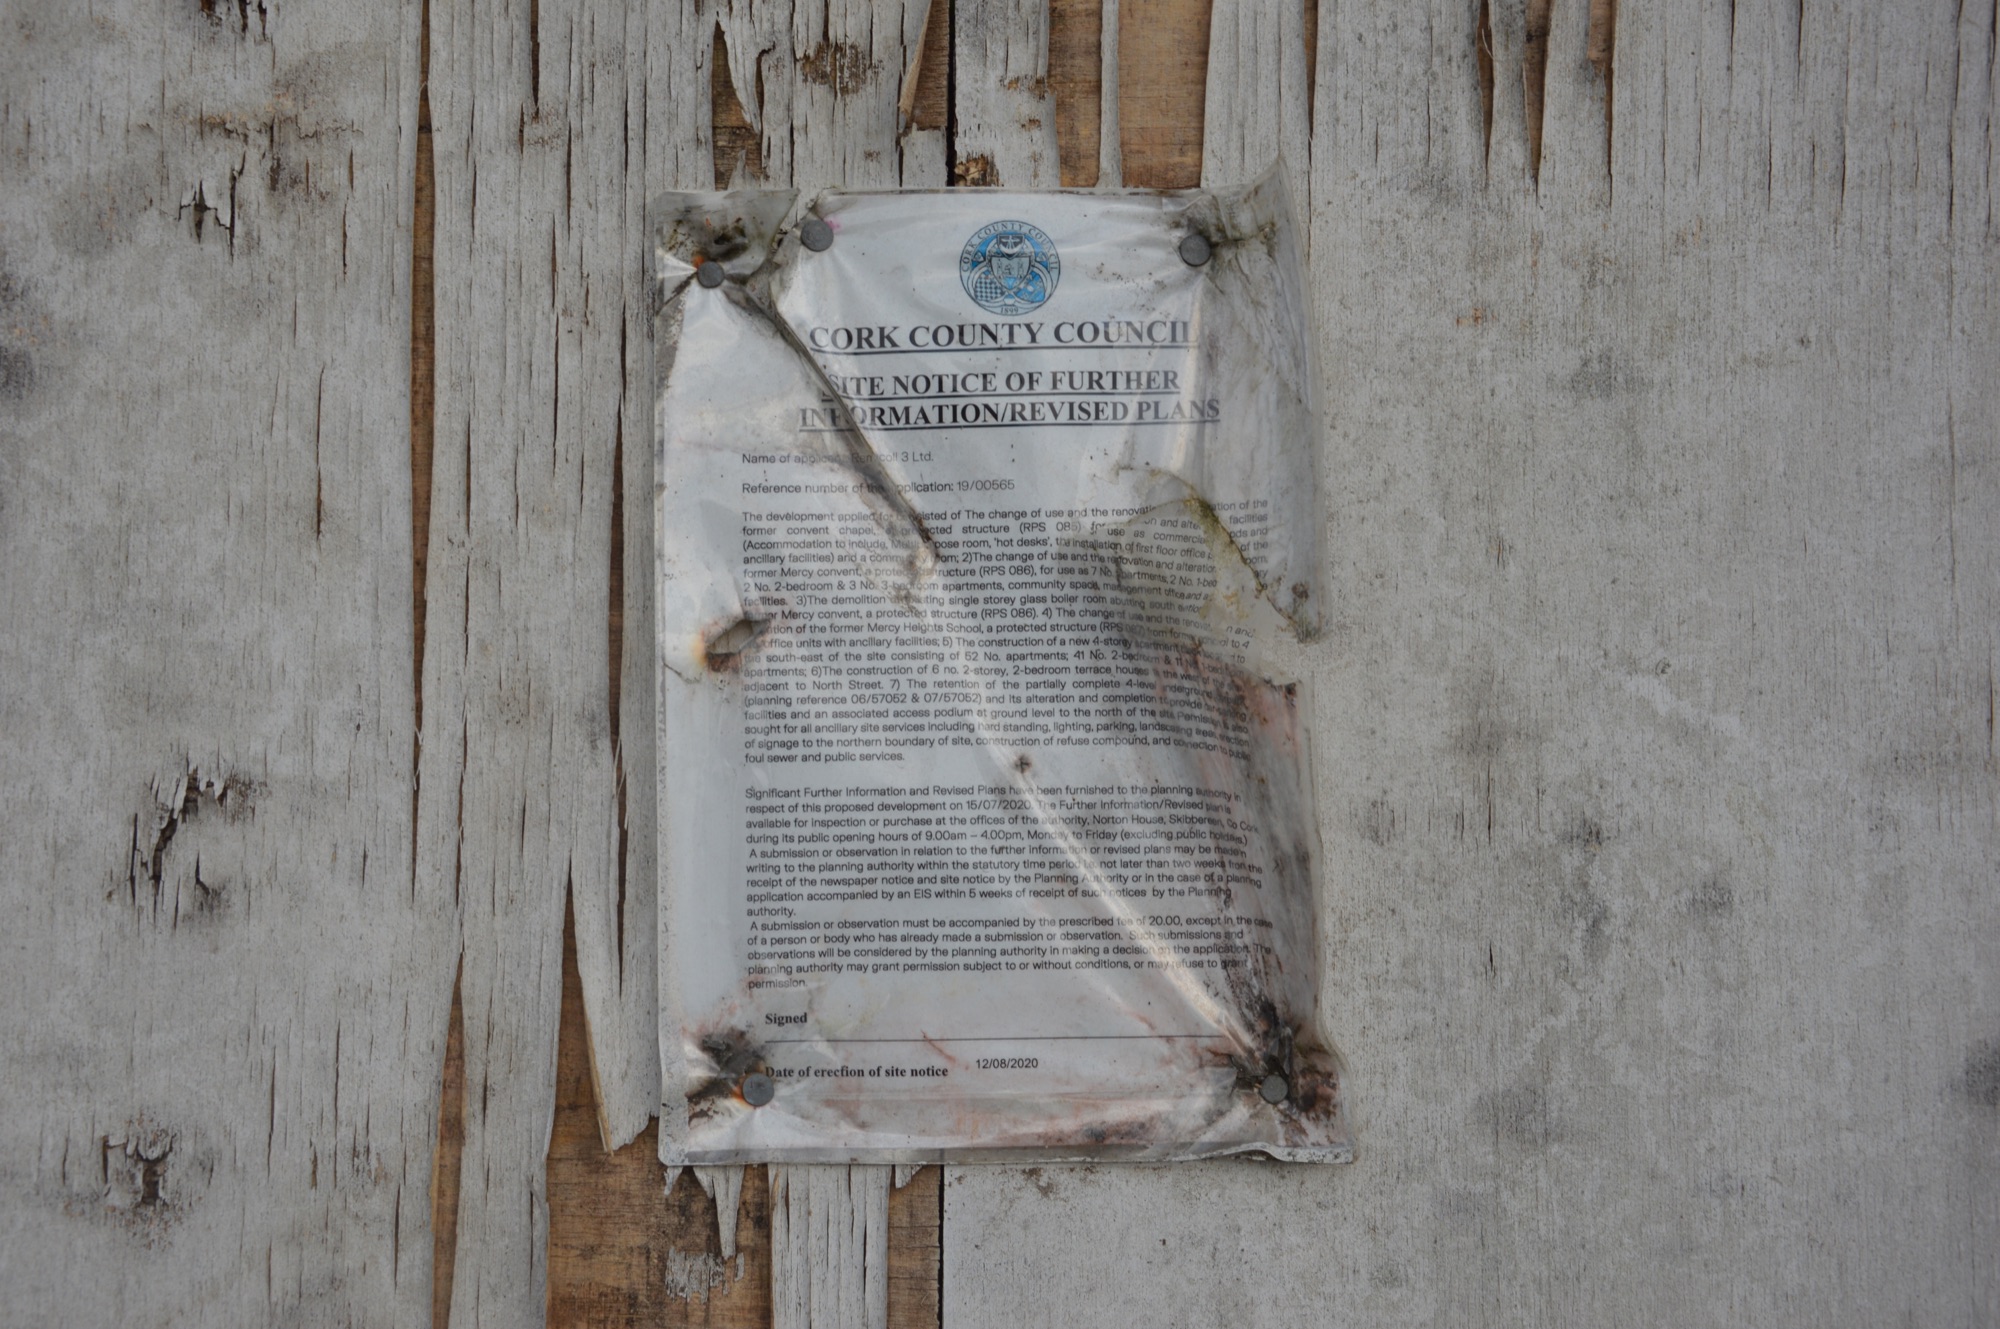 CORK COUNTY COUNCIL
1899
CORK COUNTY COUNCIL
SITE NOTICE OF FURTHER
INFORMATION/REVISED PLANS
Name of 3 Ltd.
Reference number of the application: 19/00565
The development applied for consisted of The change of use and the of the
former convent chapel, a protected structure (RPS 085) for use as facilities
(Accommodation to include, 'hot desks', the installation of first floor office and
ancillary facilities) and a 2)The change of use and the renovation and of the
former Mercy convent, a protected structure (RPS 086), for use as 7 No apartments, 2 No. 1-bed
2 No. 2-bedroom & 3 No. 3-bedroom apartments, community space, management office and
facilities. 3)The demolition single storey glass boiler room abutting south
Mercy convent, a protected structure (RPS 086). 4) The change of use and the and
of the former Mercy Heights School, a protected structure (RPS from former to 4
office units with ancillary facilities; 5) The construction of a new 4-storey apartment to
the south-east of the site consisting of 52 No. apartments; 41 No. 2-bedroom & 11
apartments; 6)The construction of 6 no. 2-storey, 2-bedroom terrace houses the west of the
adjacent to North Street. 7) The retention of the partially complete 4-level underground
(planning reference 06/57052 & 07/57052) and its alteration and completion to provide
facilities and an associated access podium at ground level to the north of the site. is also
sought for all ancillary site services including hard standing, lighting, parking, landscaping areas, erection
of signage to the northern boundary of site, construction of refuse compound, and connection to public
foul sewer and public services.
Significant Further Information and Revised Plans have been furnished to the planning authority in
respect of this proposed development on 15/07/2020. The Further Information/Revised plan is
available for inspection or purchase at the offices of the authority, Norton House, Skibbereen, Co Cork
during its public opening hours of 9.00am – 4.00pm, Monday to Friday (excluding public holidays.)
A submission or observation in relation to the further information or revised plans may be made in
writing to the planning authority within the statutory time period not later than two weeks from the
receipt of the newspaper notice and site notice by the Planning Authority or in the case of a planning
application accompanied by an EIS within 5 weeks of receipt of such notices by the Planning
authority.
A submission or observation must be accompanied by the prescribed fee of 20.00, except in the case
of a person or body who has already made a submission or observation. Such submissions and
observations will be considered by the planning authority in making a decision on the application. The
planning authority may grant permission subject to or without conditions, or may refuse to grant
permission.
Signed
Date of erection of site notice 12/08/2020